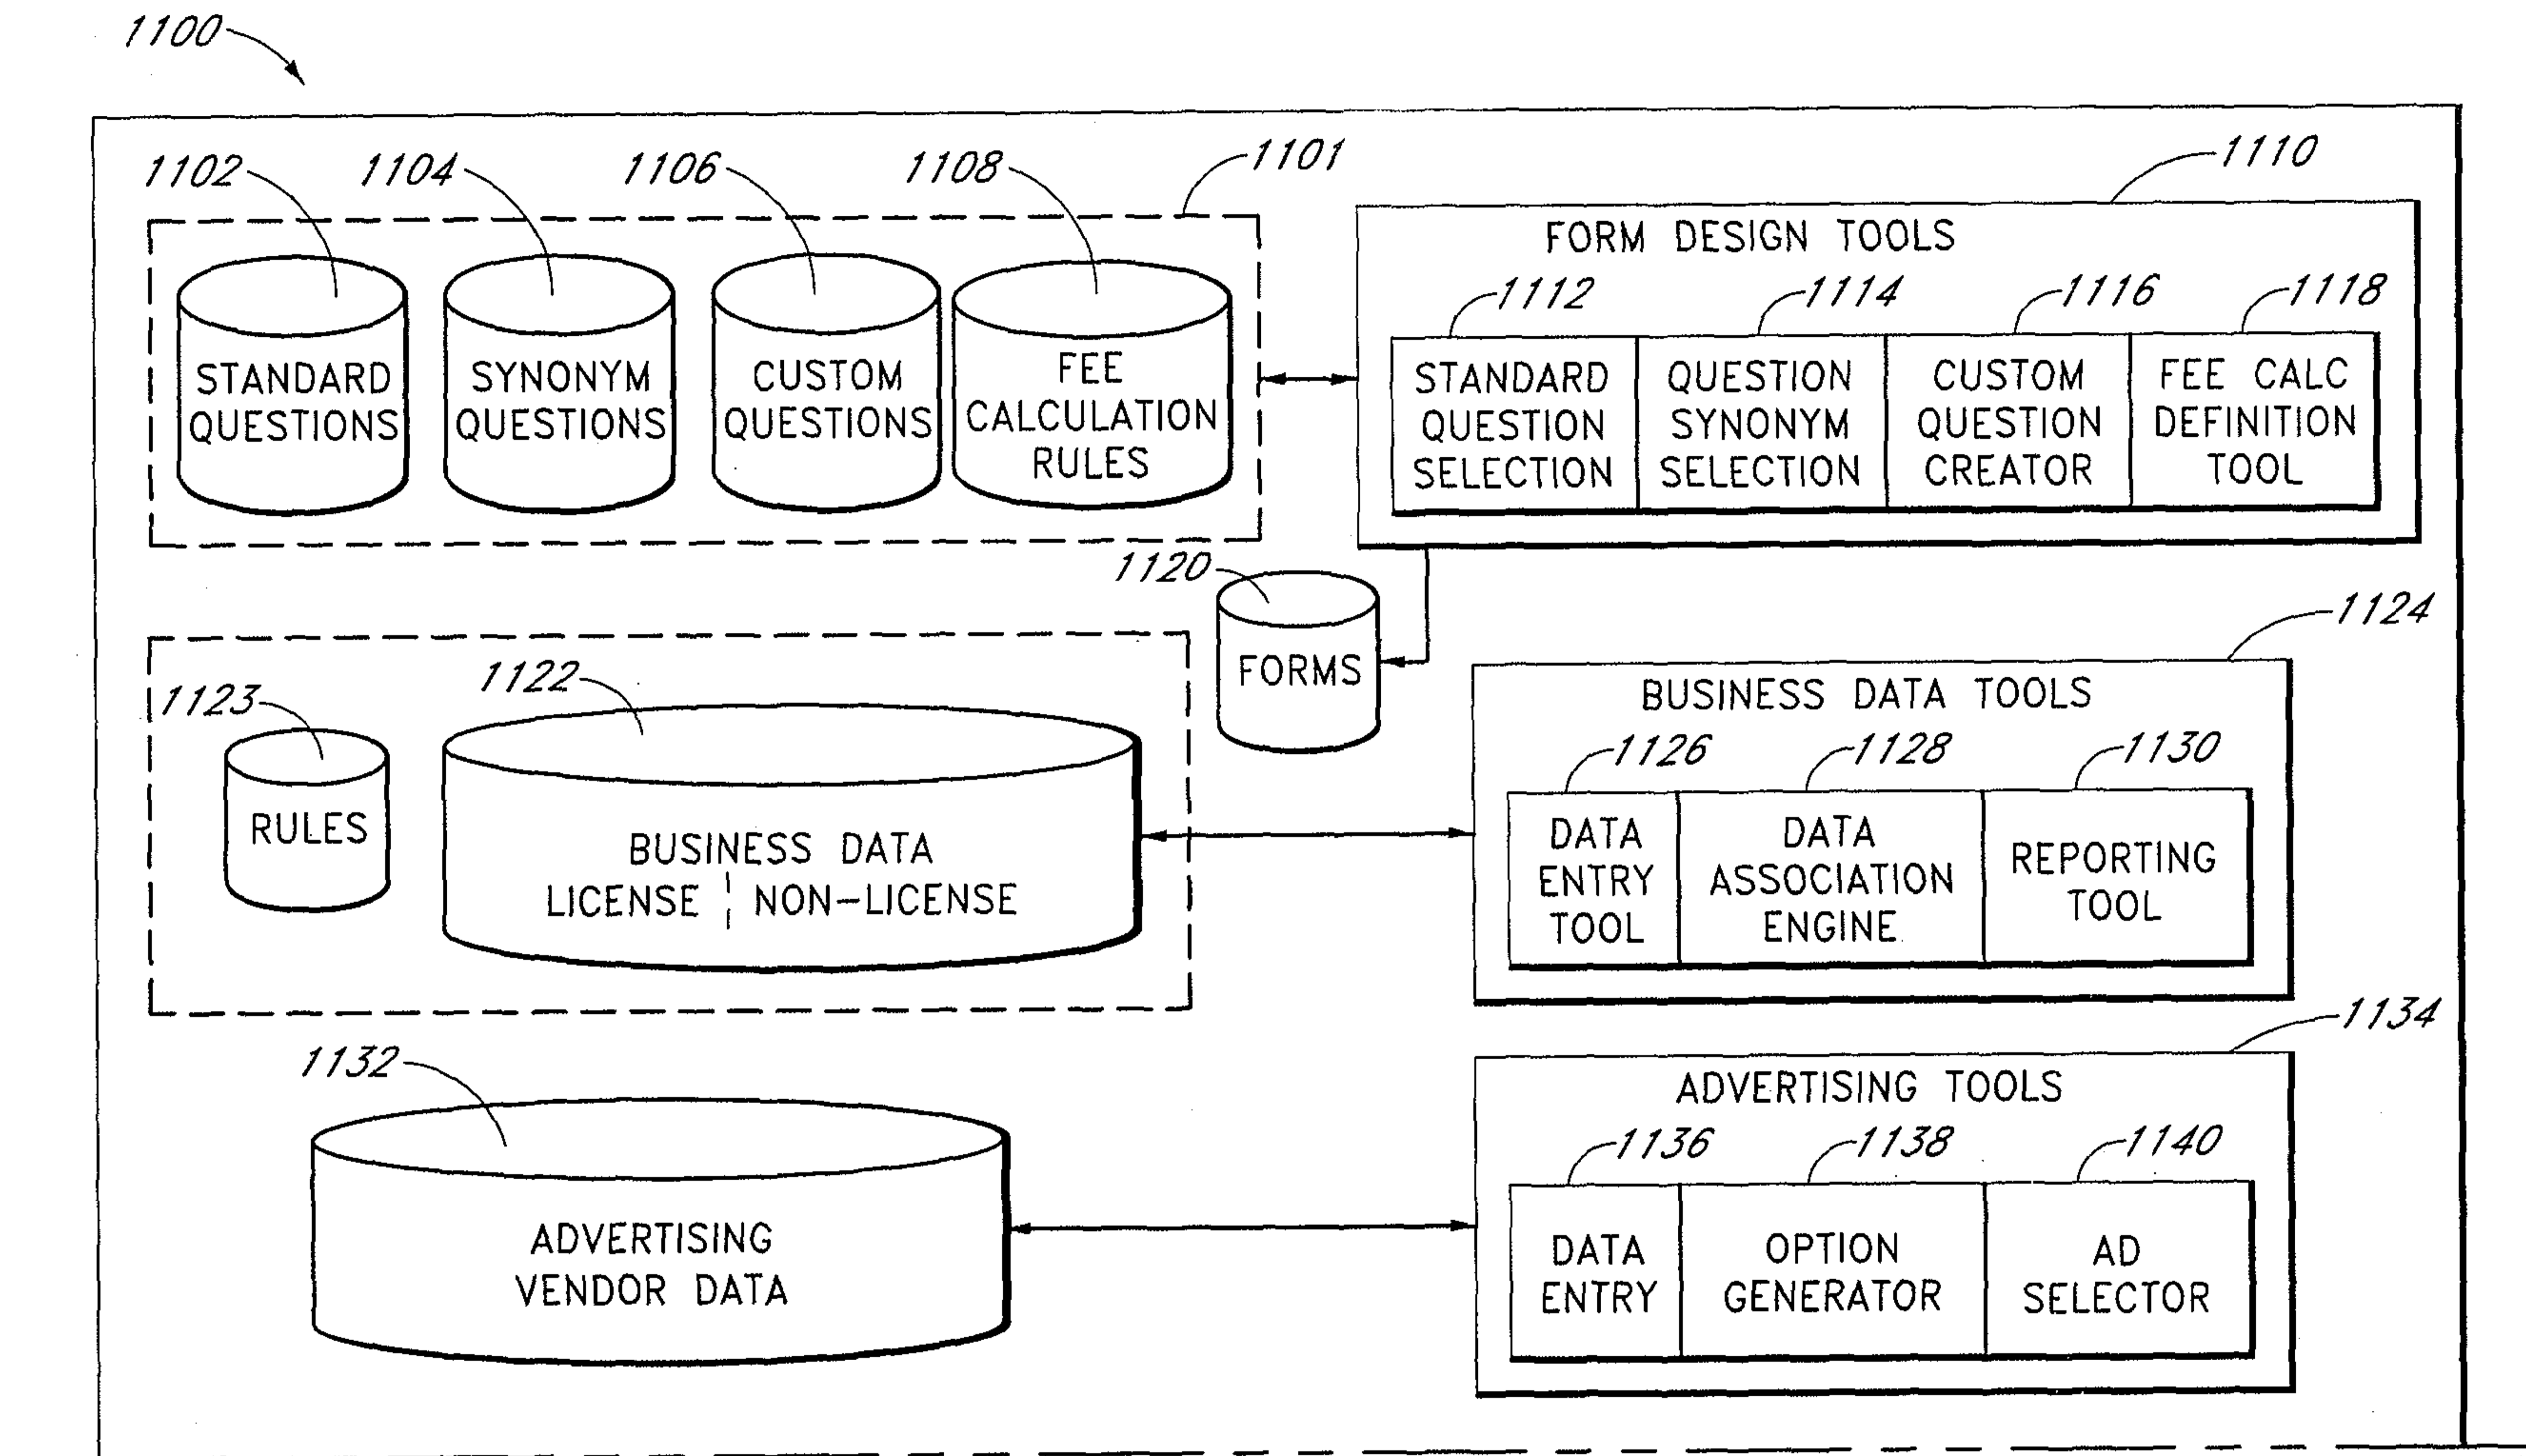 1100
1102
1104
1106
1108
1101
1110
STANDARD
QUESTIONS
SYNONYM
QUESTIONS
CUSTOM
QUESTIONS
FEE
CALCULATION
RULES
FORM DESIGN TOOLS
1112
1114
1116
1118
STANDARD
QUESTION
SELECTION
QUESTION
SYNONYM
SELECTION
CUSTOM
QUESTION
CREATOR
FEE CALC
DEFINITION
TOOL
1120
FORMS
1123
1122
RULES
BUSINESS DATA
LICENSE ¦ NON-LICENSE
1124
BUSINESS DATA TOOLS
1126
1128
1130
DATA
ENTRY
TOOL
DATA
ASSOCIATION
ENGINE
REPORTING
TOOL
1132
ADVERTISING
VENDOR DATA
1134
ADVERTISING TOOLS
1136
1138
1140
DATA
ENTRY
OPTION
GENERATOR
AD
SELECTOR